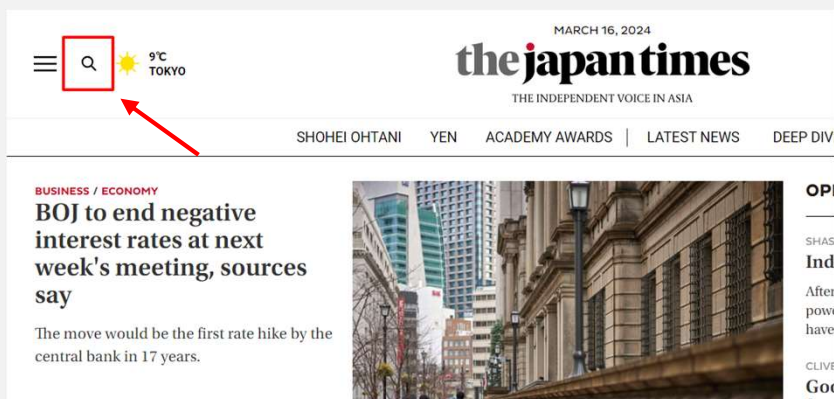 MARCH 16, 2024
9℃
TOKYO
the japan times
THE INDEPENDENT VOICE IN ASIA
SHOHEI OHTANI YEN ACADEMY AWARDS | LATEST NEWS DEEP DIV
BUSINESS / ECONOMY
BOJ to end negative
interest rates at next
week's meeting, sources
say
The move would be the first rate hike by the
central bank in 17 years.
OP
SHAS
Ind
After
powe
have
CLIVE
Goo